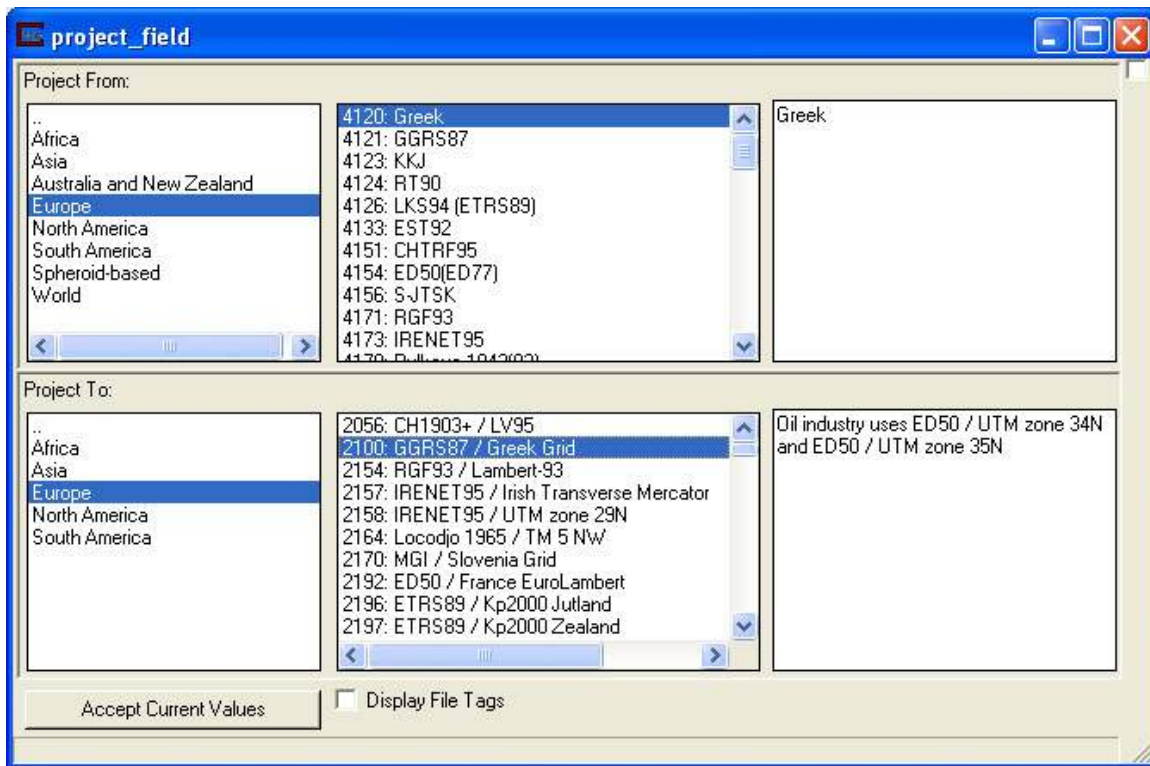 project_field
Project From:
..
Africa
Asia
Australia and New Zealand
Europe
North America
South America
Spheroid-based
World
4120: Greek
4121: GGRS87
4123: KKJ
4124: RT90
4126: LKS94 (ETRS89)
4133: EST92
4151: CHTRF95
4154: ED50(ED77)
4156: S-JTSK
4171: RGF93
4173: IRENET95
Greek
Project To:
..
Africa
Asia
Europe
North America
South America
2056: CH1903+ / LV95
2100: GGRS87 / Greek Grid
2154: RGF93 / Lambert-93
2157: IRENET95 / Irish Transverse Mercator
2158: IRENET95 / UTM zone 29N
2164: Locodjo 1965 / TM 5 NW
2170: MGI / Slovenia Grid
2192: ED50 / France EuroLambert
2196: ETRS89 / Kp2000 Jutland
2197: ETRS89 / Kp2000 Zealand
Oil industry uses ED50 / UTM zone 34N
and ED50 / UTM zone 35N
Accept Current Values
Display File Tags